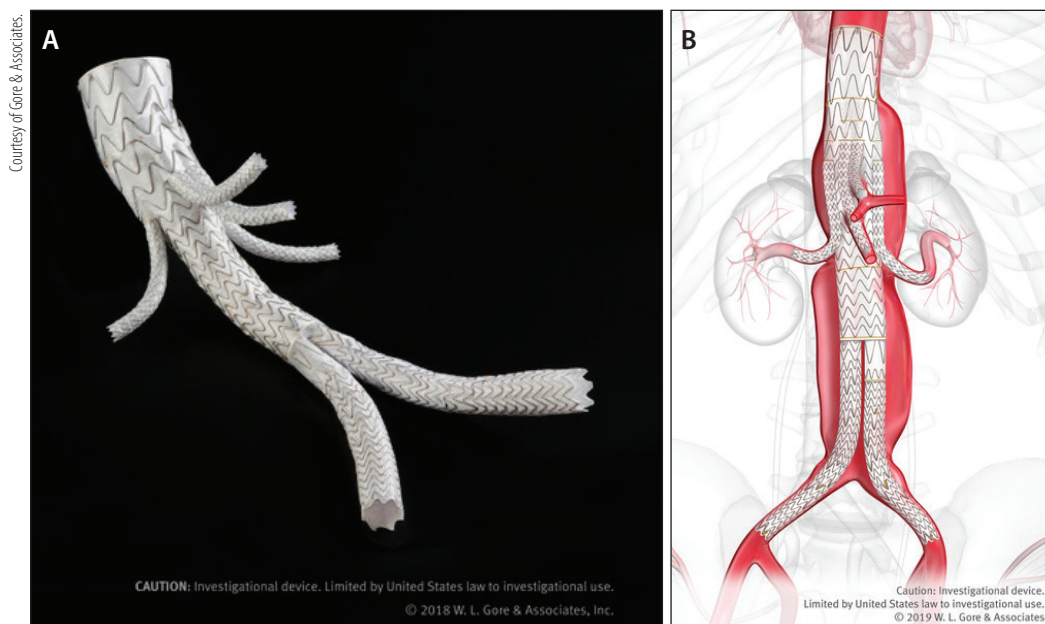 Courtesy of Gore & Associates.
A
CAUTION: Investigational device. Limited by United States law to investigational use.
© 2018 W. L. Gore & Associates, Inc.
B
Caution: Investigational device.
Limited by United States law to investigational use.
© 2019 W. L. Gore & Associates